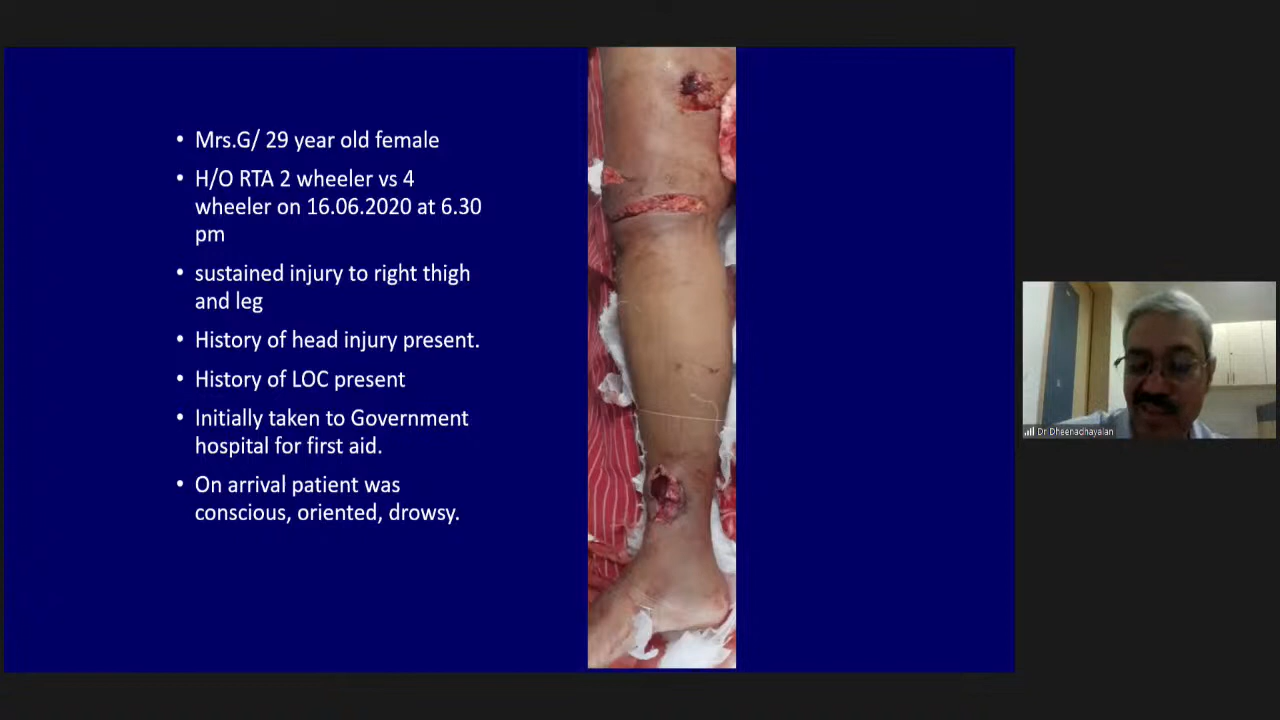 • Mrs.G/ 29 year old female
• H/O RTA 2 wheeler vs 4
wheeler on 16.06.2020 at 6.30
pm
• sustained injury to right thigh
and leg
• History of head injury present.
• History of LOC present
• Initially taken to Government
hospital for first aid.
• On arrival patient was
conscious, oriented, drowsy.
Dr Dheenadhayalan